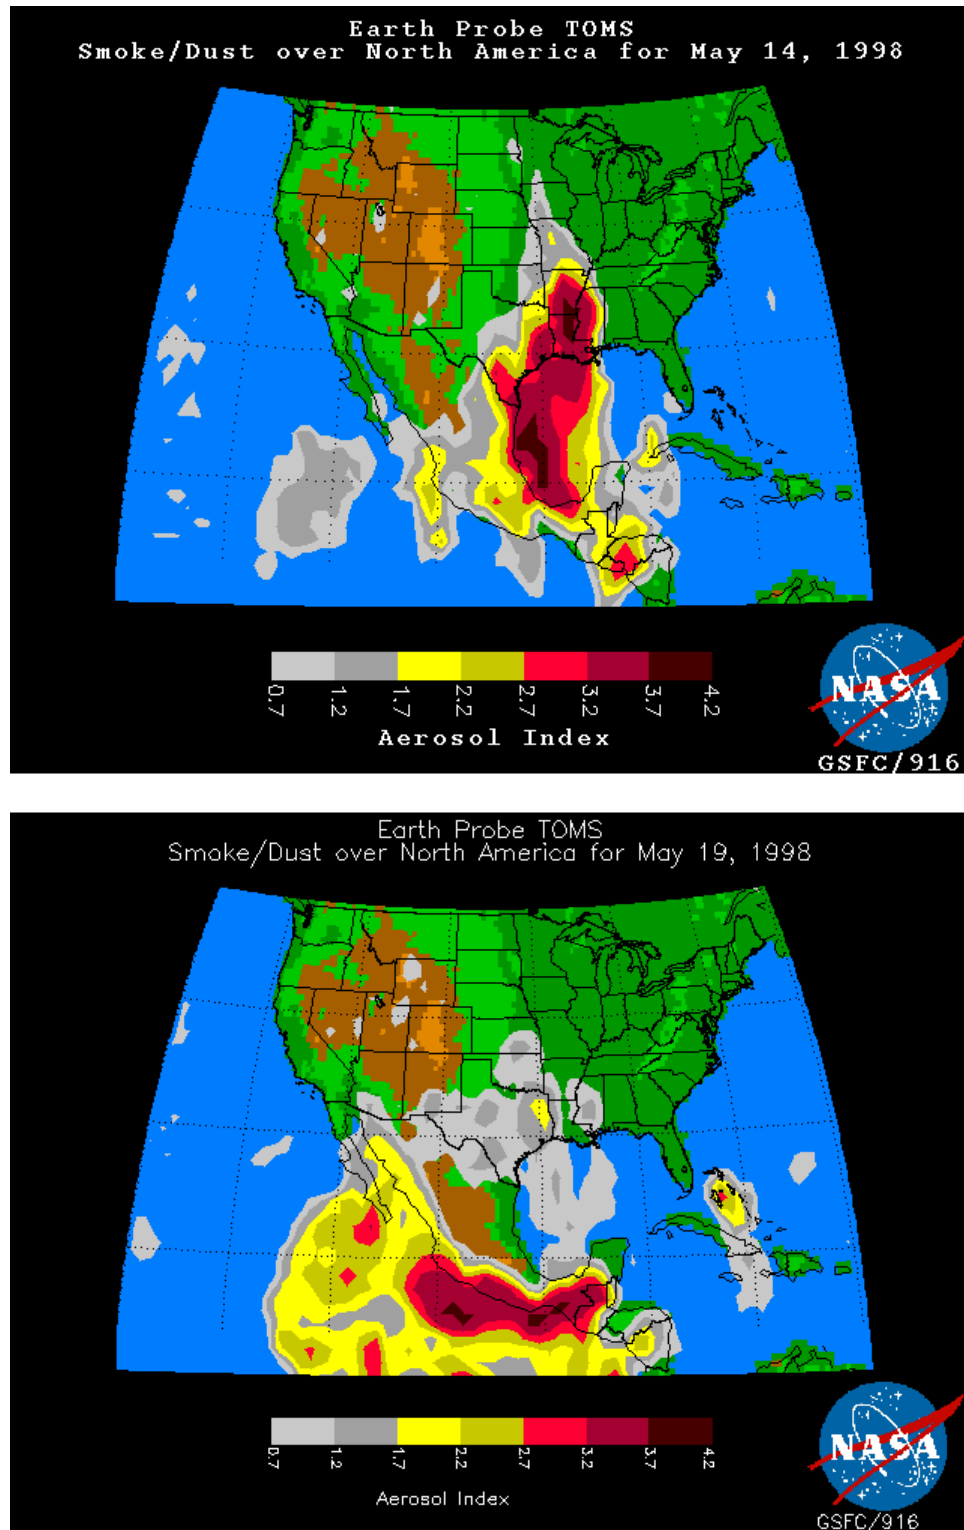 Earth Probe TOMS
Smoke/Dust over North America for May 14, 1998
0.7 1.2 1.7 2.2 2.7 3.2 3.7 4.2
Aerosol Index
NASA
GSFC/916
Earth Probe TOMS
Smoke/Dust over North America for May 19, 1998
0.7 1.2 1.7 2.2 2.7 3.2 3.7 4.2
Aerosol Index
NASA
GSFC/916